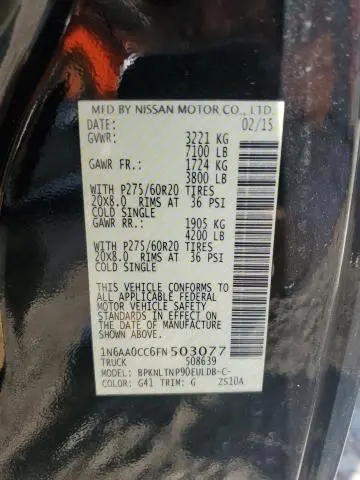 MFD BY NISSAN MOTOR CO., LTD.
DATE: 02/15
GVWR: 3221 KG
7100 LB
GAWR FR.: 1724 KG
3800 LB
WITH P275/60R20 TIRES
20X8.0 RIMS AT 36 PSI
COLD SINGLE
GAWR RR.: 1905 KG
4200 LB
WITH P275/60R20 TIRES
20X8.0 RIMS AT 36 PSI
COLD SINGLE
THIS VEHICLE CONFORMS TO
ALL APPLICABLE FEDERAL MOTOR
VEHICLE SAFETY
STANDARDS IN EFFECT ON
THE DATE OF MANUFACTURE
SHOWN ABOVE.
1N6AA0CC6FN503077
TRUCK 508639
MODEL: BPKNLTNP90EULDB-C-
COLOR: G41 TRIM: G 2S10A